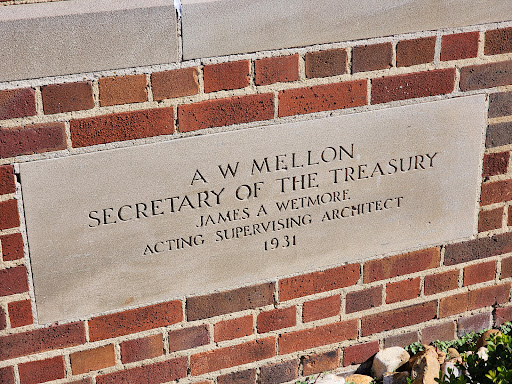 A W MELLON
SECRETARY OF THE TREASURY
JAMES A WETMORE
ACTING SUPERVISING ARCHITECT
1931